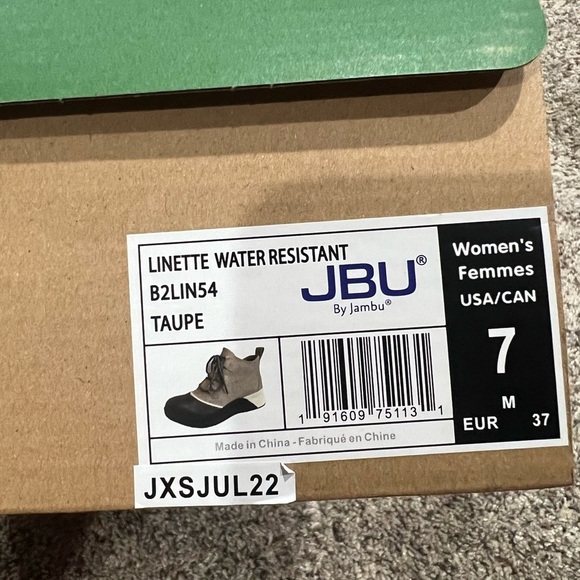 LINETTE WATER RESISTANT
B2LIN54
TAUPE
JBU®
By Jambu®
Women's
Femmes
USA/CAN
7
M
EUR 37
1 91609 75113 1
Made in China - Fabriqué en Chine
JXSJUL22